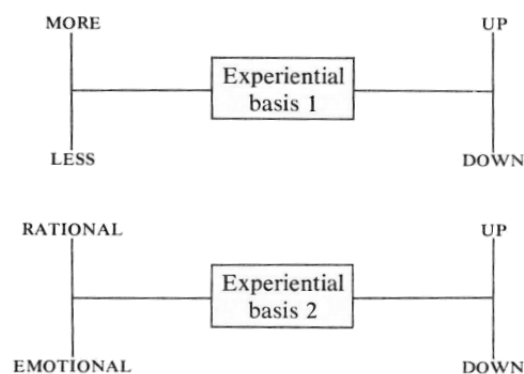 MORE
UP
Experiential
basis 1
LESS
DOWN
RATIONAL
UP
Experiential
basis 2
EMOTIONAL
DOWN